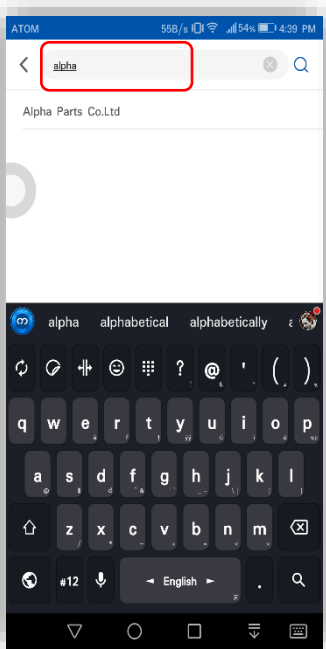 ATOM 55B/s 54% 4:39 PM
alpha
Alpha Parts Co.Ltd
alpha alphabetical alphabetically
? @ ' ( )
q w e r t y u i o p
a s d f g h j k l
z x c v b n m
#12 English .